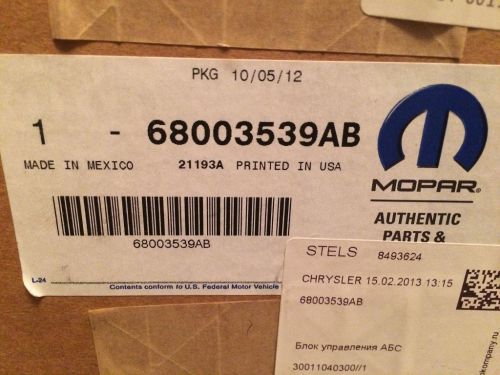 PKG 10/05/12
1 - 68003539AB
MADE IN MEXICO 21193A PRINTED IN USA
68003539AB
L-24
Contents conform to U.S. Federal Motor Vehicle
MOPAR
AUTHENTIC
PARTS &
STELS 8493624
CHRYSLER 15.02.2013 13:15
68003539AB
Блок управления АБС
30011040300//1